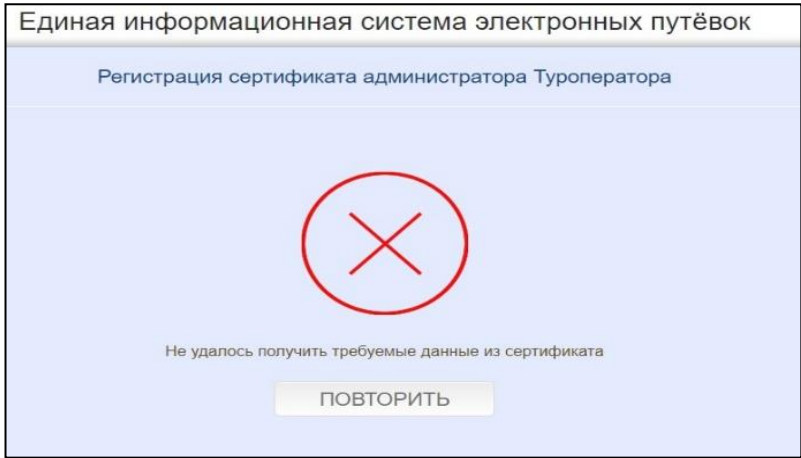 Единая информационная система электронных путёвок
Регистрация сертификата администратора Туроператора
Не удалось получить требуемые данные из сертификата
ПОВТОРИТЬ